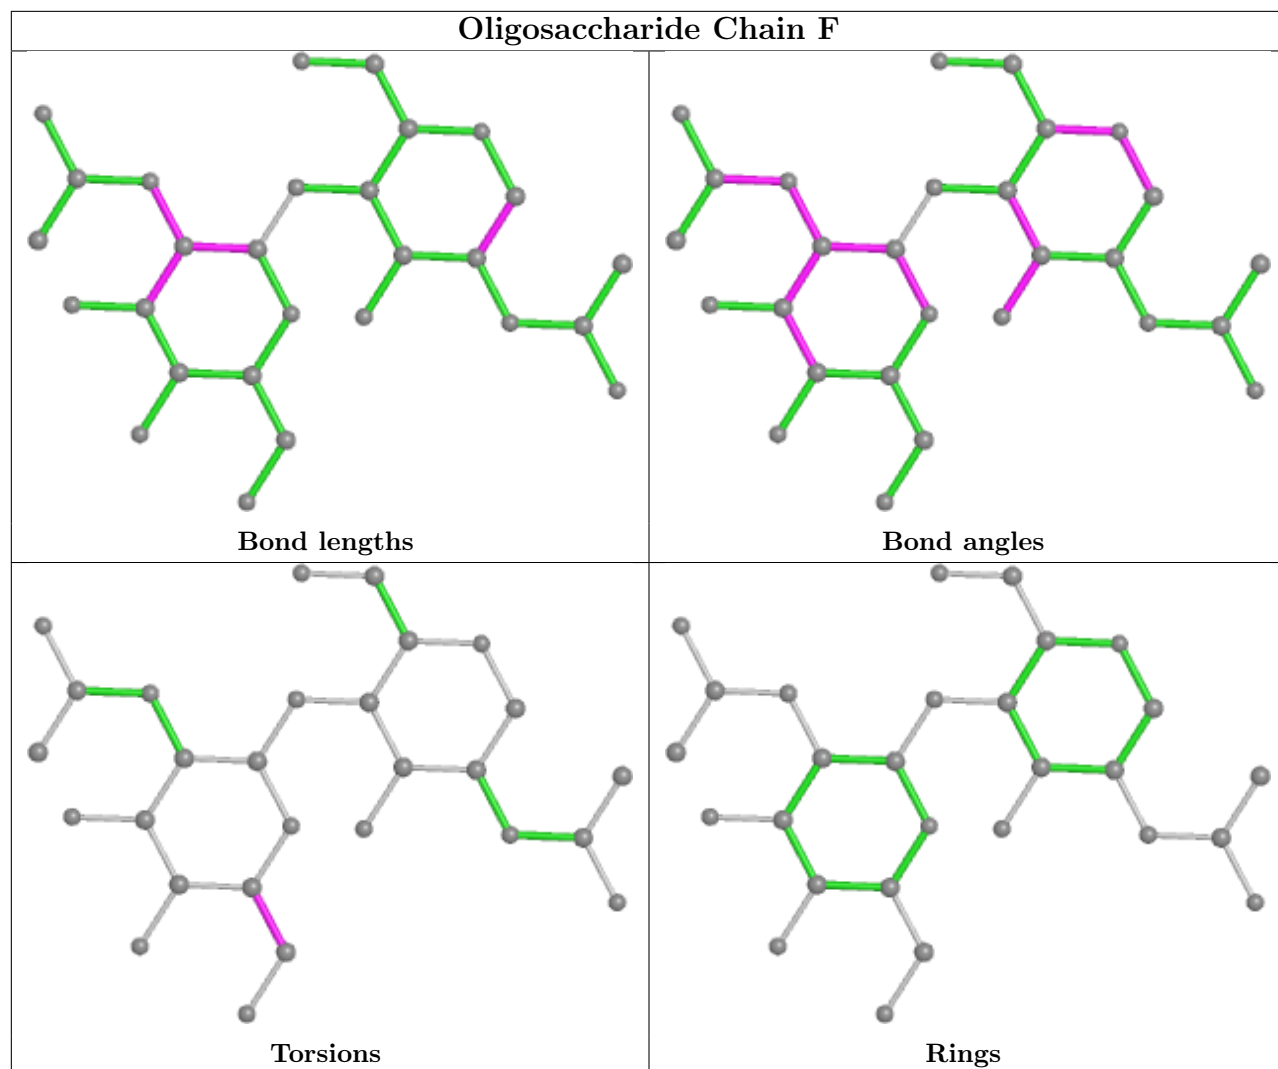 Oligosaccharide Chain F
Bond lengths
Bond angles
Torsions
Rings